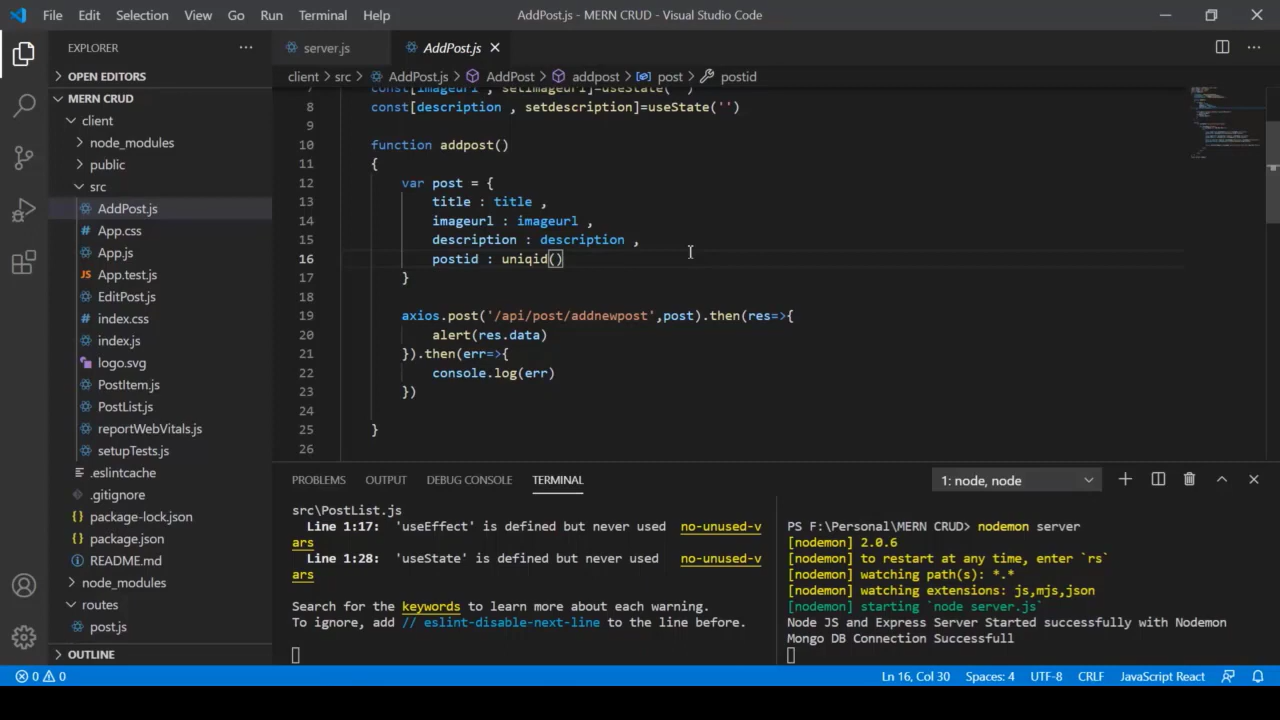 File Edit Selection View Go Run Terminal Help AddPost.js - MERN CRUD - Visual Studio Code
EXPLORER
OPEN EDITORS
MERN CRUD
client
node_modules
public
src
AddPost.js
App.css
App.js
JS App.test.js
EditPost.js
index.css
index.js
logo.svg
PostItem.js
PostList.js
reportWebVitals.js
setupTests.js
.eslintcache
.gitignore
package-lock.json
package.json
README.md
node_modules
routes
post.js
OUTLINE
server.js AddPost.js
client > src > AddPost.js > AddPost > addpost > post > postid
7 const[imageurl , setimageurl]=useState('')
8 const[description , setdescription]=useState('')
9
10 function addpost()
11 {
12 var post = {
13 title : title ,
14 imageurl : imageurl ,
15 description : description ,
16 postid : uniqid()
17 }
18
19 axios.post('/api/post/addnewpost',post).then(res=>{
20 alert(res.data)
21 }).then(err=>{
22 console.log(err)
23 })
24
25 }
26
PROBLEMS OUTPUT DEBUG CONSOLE TERMINAL 1: node, node
src\PostList.js
Line 1:17: 'useEffect' is defined but never used no-unused-v
ars
Line 1:28: 'useState' is defined but never used no-unused-v
ars
Search for the keywords to learn more about each warning.
To ignore, add // eslint-disable-next-line to the line before.
PS F:\Personal\MERN CRUD> nodemon server
[nodemon] 2.0.6
[nodemon] to restart at any time, enter `rs`
[nodemon] watching path(s): *.*
[nodemon] watching extensions: js,mjs,json
[nodemon] starting `node server.js`
Node JS and Express Server Started successfully with Nodemon
Mongo DB Connection Successfull
0 0 Ln 16, Col 30 Spaces: 4 UTF-8 CRLF JavaScript React